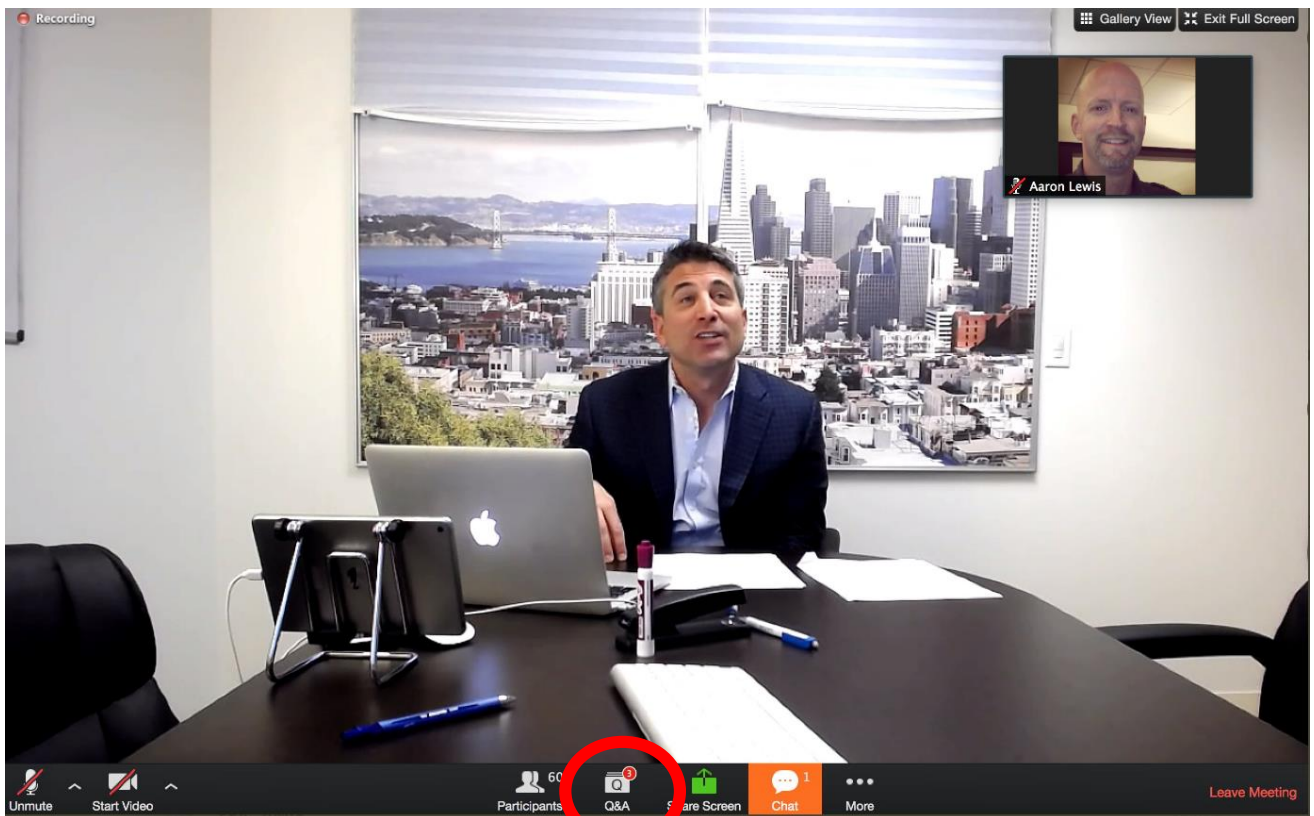 Recording
Gallery View Exit Full Screen
Aaron Lewis
60 3 1
Unmute Start Video Participants Q&A Share Screen Chat More Leave Meeting